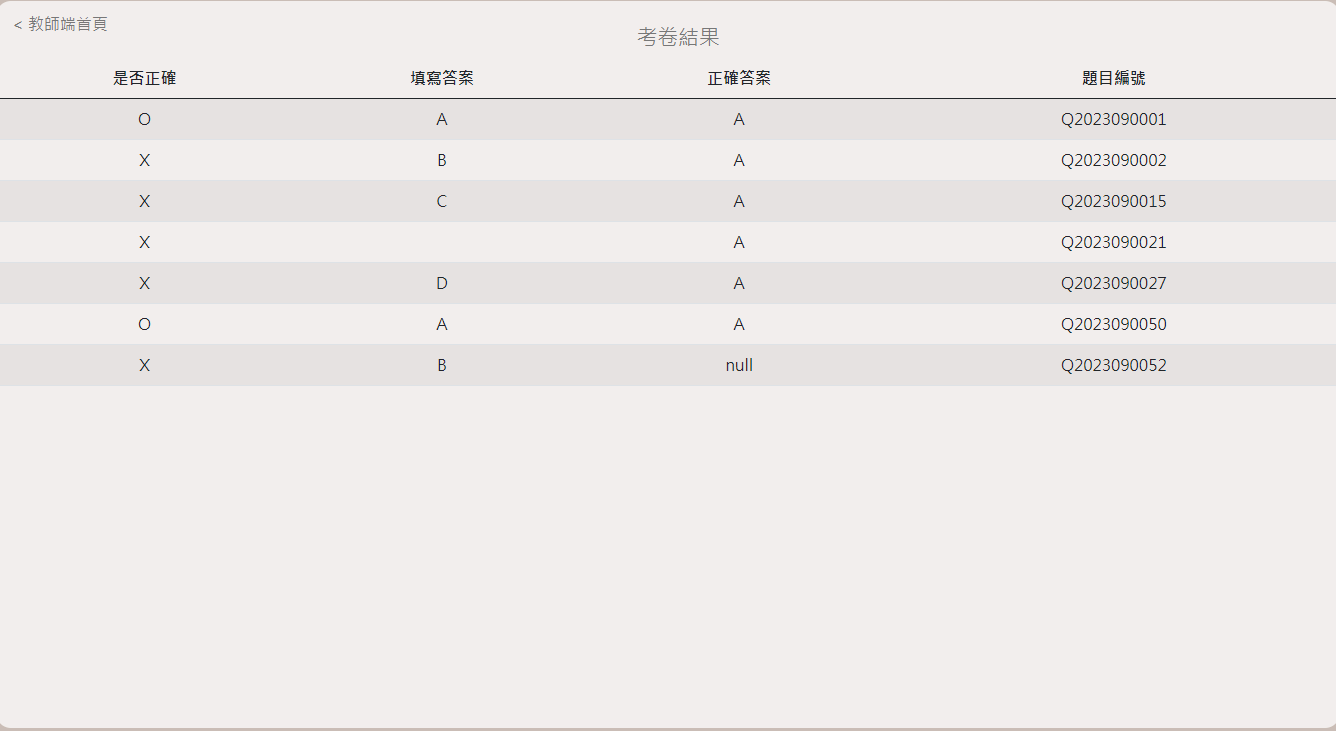 < 教師端首頁
考卷結果
是否正確 填寫答案 正確答案 題目編號
O A A Q2023090001
X B A Q2023090002
X C A Q2023090015
X A Q2023090021
X D A Q2023090027
O A A Q2023090050
X B null Q2023090052